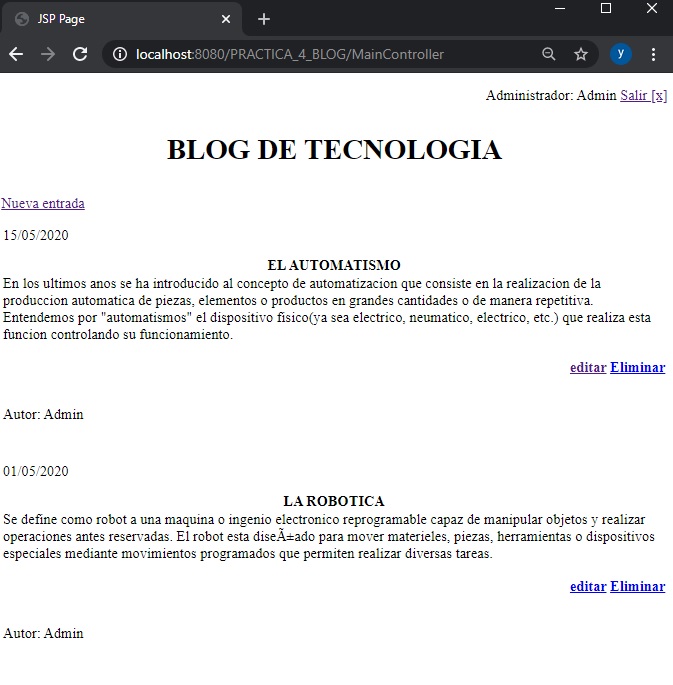 JSP Page
localhost:8080/PRACTICA_4_BLOG/MainController
y
Administrador: Admin Salir [x]
BLOG DE TECNOLOGIA
Nueva entrada
15/05/2020
EL AUTOMATISMO
En los ultimos anos se ha introducido al concepto de automatizacion que consiste en la realizacion de la
produccion automatica de piezas, elementos o productos en grandes cantidades o de manera repetitiva.
Entendemos por "automatismos" el dispositivo fisico(ya sea electrico, neumatico, electrico, etc.) que realiza esta
funcion controlando su funcionamiento.
editar Eliminar
Autor: Admin
01/05/2020
LA ROBOTICA
Se define como robot a una maquina o ingenio electronico reprogramable capaz de manipular objetos y realizar
operaciones antes reservadas. El robot esta diseÃ±ado para mover materieles, piezas, herramientas o dispositivos
especiales mediante movimientos programados que permiten realizar diversas tareas.
editar Eliminar
Autor: Admin